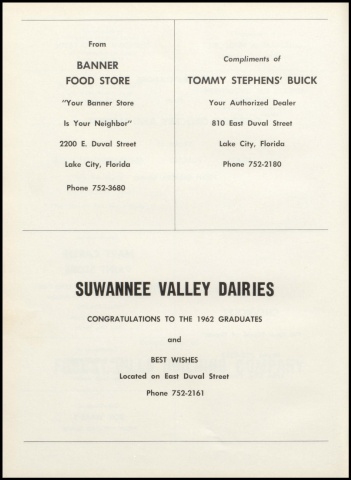 From
BANNER
FOOD STORE
"Your Banner Store
Is Your Neighbor"
2200 E. Duval Street
Lake City, Florida
Phone 752-3680
Compliments of
TOMMY STEPHENS' BUICK
Your Authorized Dealer
810 East Duval Street
Lake City, Florida
Phone 752-2180
SUWANNEE VALLEY DAIRIES
CONGRATULATIONS TO THE 1962 GRADUATES
and
BEST WISHES
Located on East Duval Street
Phone 752-2161